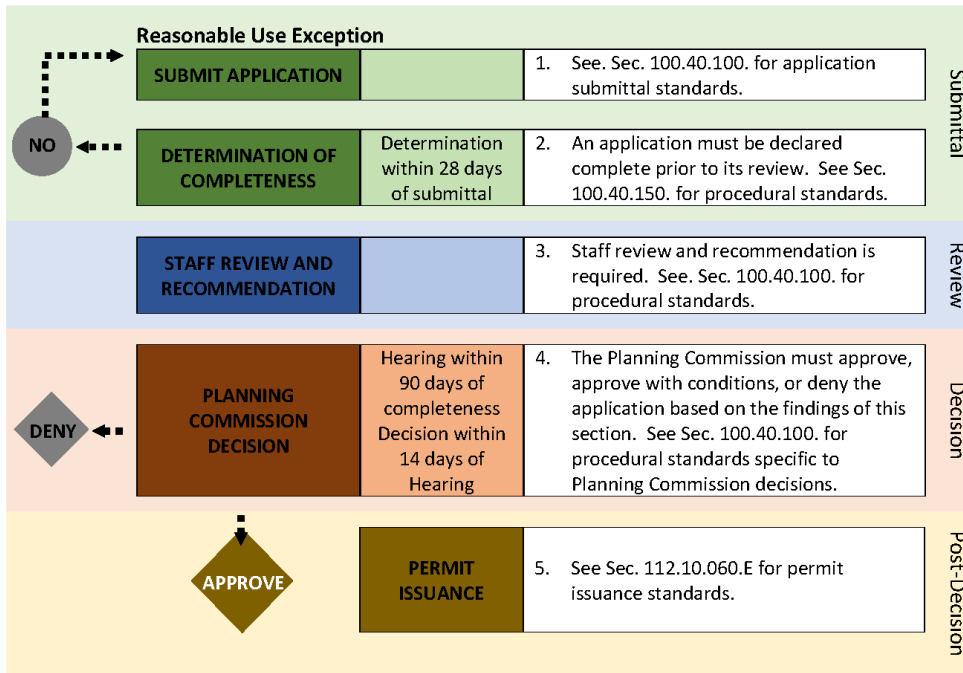 Reasonable Use Exception
SUBMIT APPLICATION
1. See. Sec. 100.40.100. for application
submittal standards.
Submittal
NO
DETERMINATION OF
COMPLETENESS
Determination
within 28 days
of submittal
2. An application must be declared
complete prior to its review. See Sec.
100.40.150. for procedural standards.
STAFF REVIEW AND
RECOMMENDATION
3. Staff review and recommendation is
required. See. Sec. 100.40.100. for
procedural standards.
Review
DENY
PLANNING
COMMISSION
DECISION
Hearing within
90 days of
completeness
Decision within
14 days of
Hearing
4. The Planning Commission must approve,
approve with conditions, or deny the
application based on the findings of this
section. See Sec. 100.40.100. for
procedural standards specific to
Planning Commission decisions.
Decision
APPROVE
PERMIT
ISSUANCE
5. See Sec. 112.10.060.E for permit
issuance standards.
Post-Decision